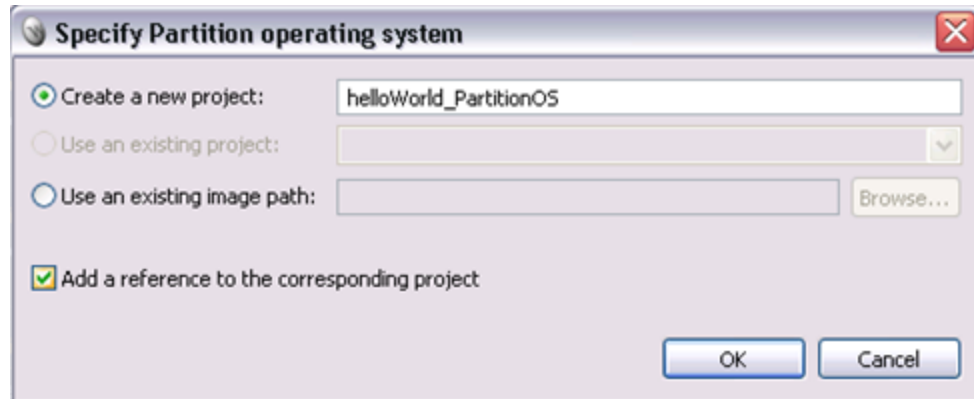 Specify Partition operating system
Create a new project: helloWorld_PartitionOS
Use an existing project:
Use an existing image path: Browse...
Add a reference to the corresponding project
OK Cancel